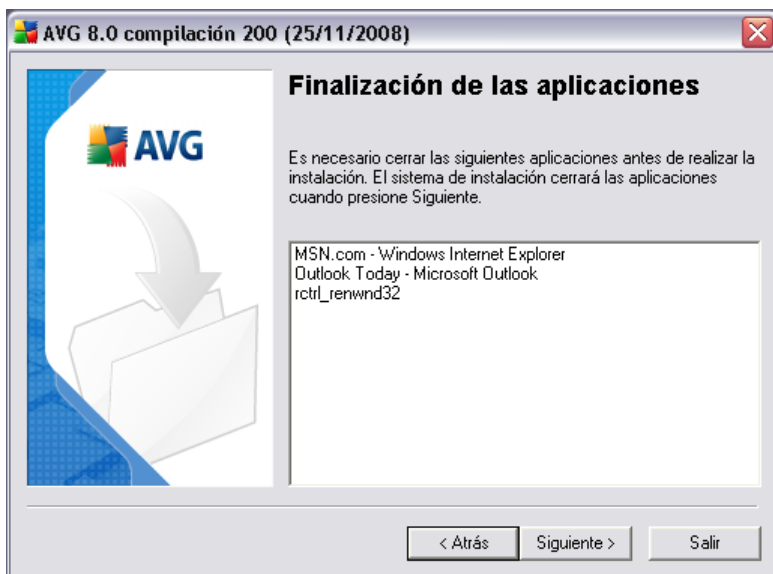 AVG 8.0 compilación 200 (25/11/2008)
AVG
Finalización de las aplicaciones
Es necesario cerrar las siguientes aplicaciones antes de realizar la
instalación. El sistema de instalación cerrará las aplicaciones
cuando presione Siguiente.
MSN.com - Windows Internet Explorer
Outlook Today - Microsoft Outlook
rctrl_renwnd32
< Atrás
Siguiente >
Salir